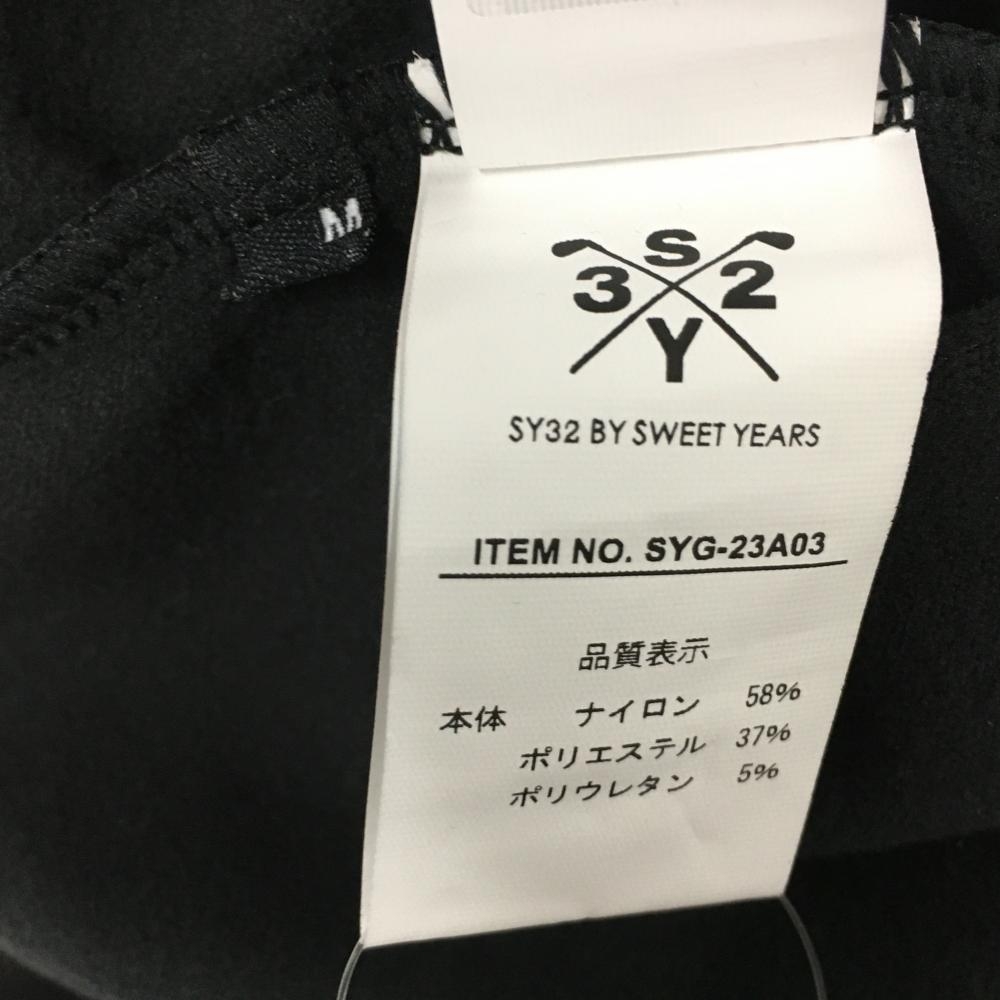 M
S
3 2
Y
SY32 BY SWEET YEARS
ITEM NO. SYG-23A03
品質表示
本体 ナイロン 58%
ポリエステル 37%
ポリウレタン 5%